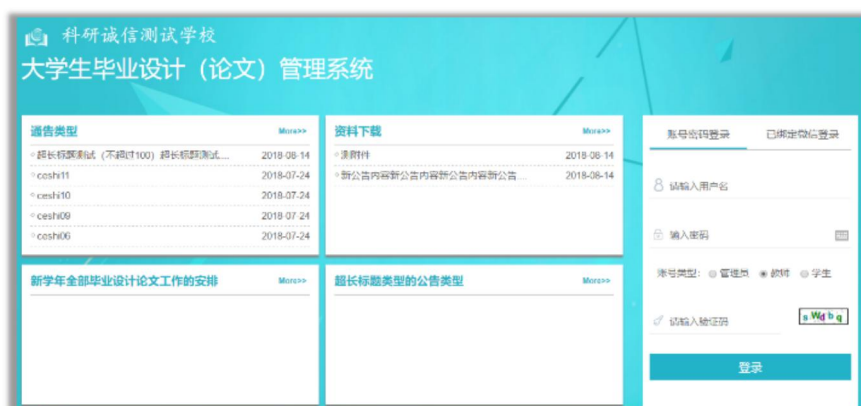 科研诚信测试学校
大学生毕业设计（论文）管理系统
通告类型 More>>
超长标题测试（不超过100）超长标题测试... 2018-08-14
ceshi11 2018-07-24
ceshi10 2018-07-24
ceshi09 2018-07-24
ceshi06 2018-07-24
资料下载 More>>
测附件 2018-08-14
新公告内容新公告内容新公告内容新公告... 2018-08-14
新学年全部毕业设计论文工作的安排 More>>
超长标题类型的公告类型 More>>
账号密码登录 已绑定微信登录
请输入用户名
输入密码
账号类型: 管理员 教师 学生
请输入验证码 sWdbq
登录